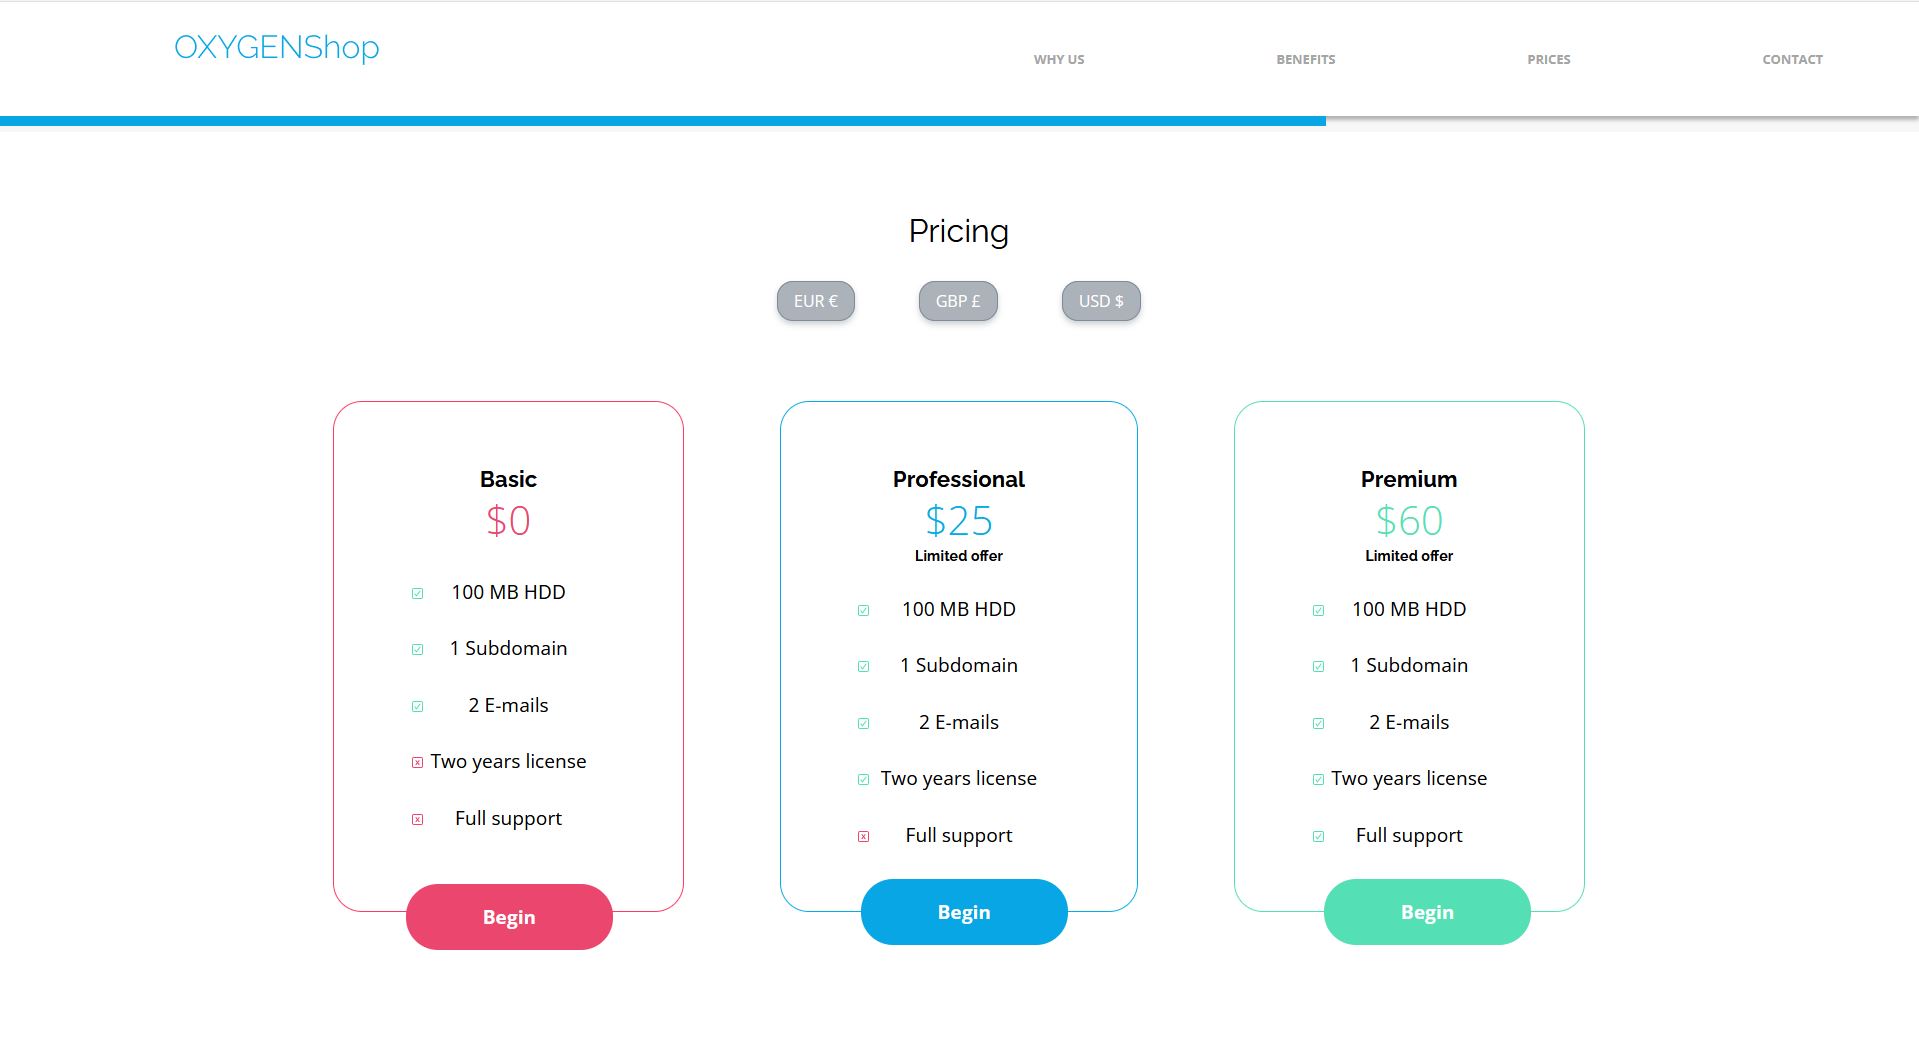 OXYGENShop
WHY US
BENEFITS
PRICES
CONTACT
Pricing
EUR €
GBP £
USD $
Basic
$0
100 MB HDD
1 Subdomain
2 E-mails
Two years license
Full support
Begin
Professional
$25
Limited offer
100 MB HDD
1 Subdomain
2 E-mails
Two years license
Full support
Begin
Premium
$60
Limited offer
100 MB HDD
1 Subdomain
2 E-mails
Two years license
Full support
Begin